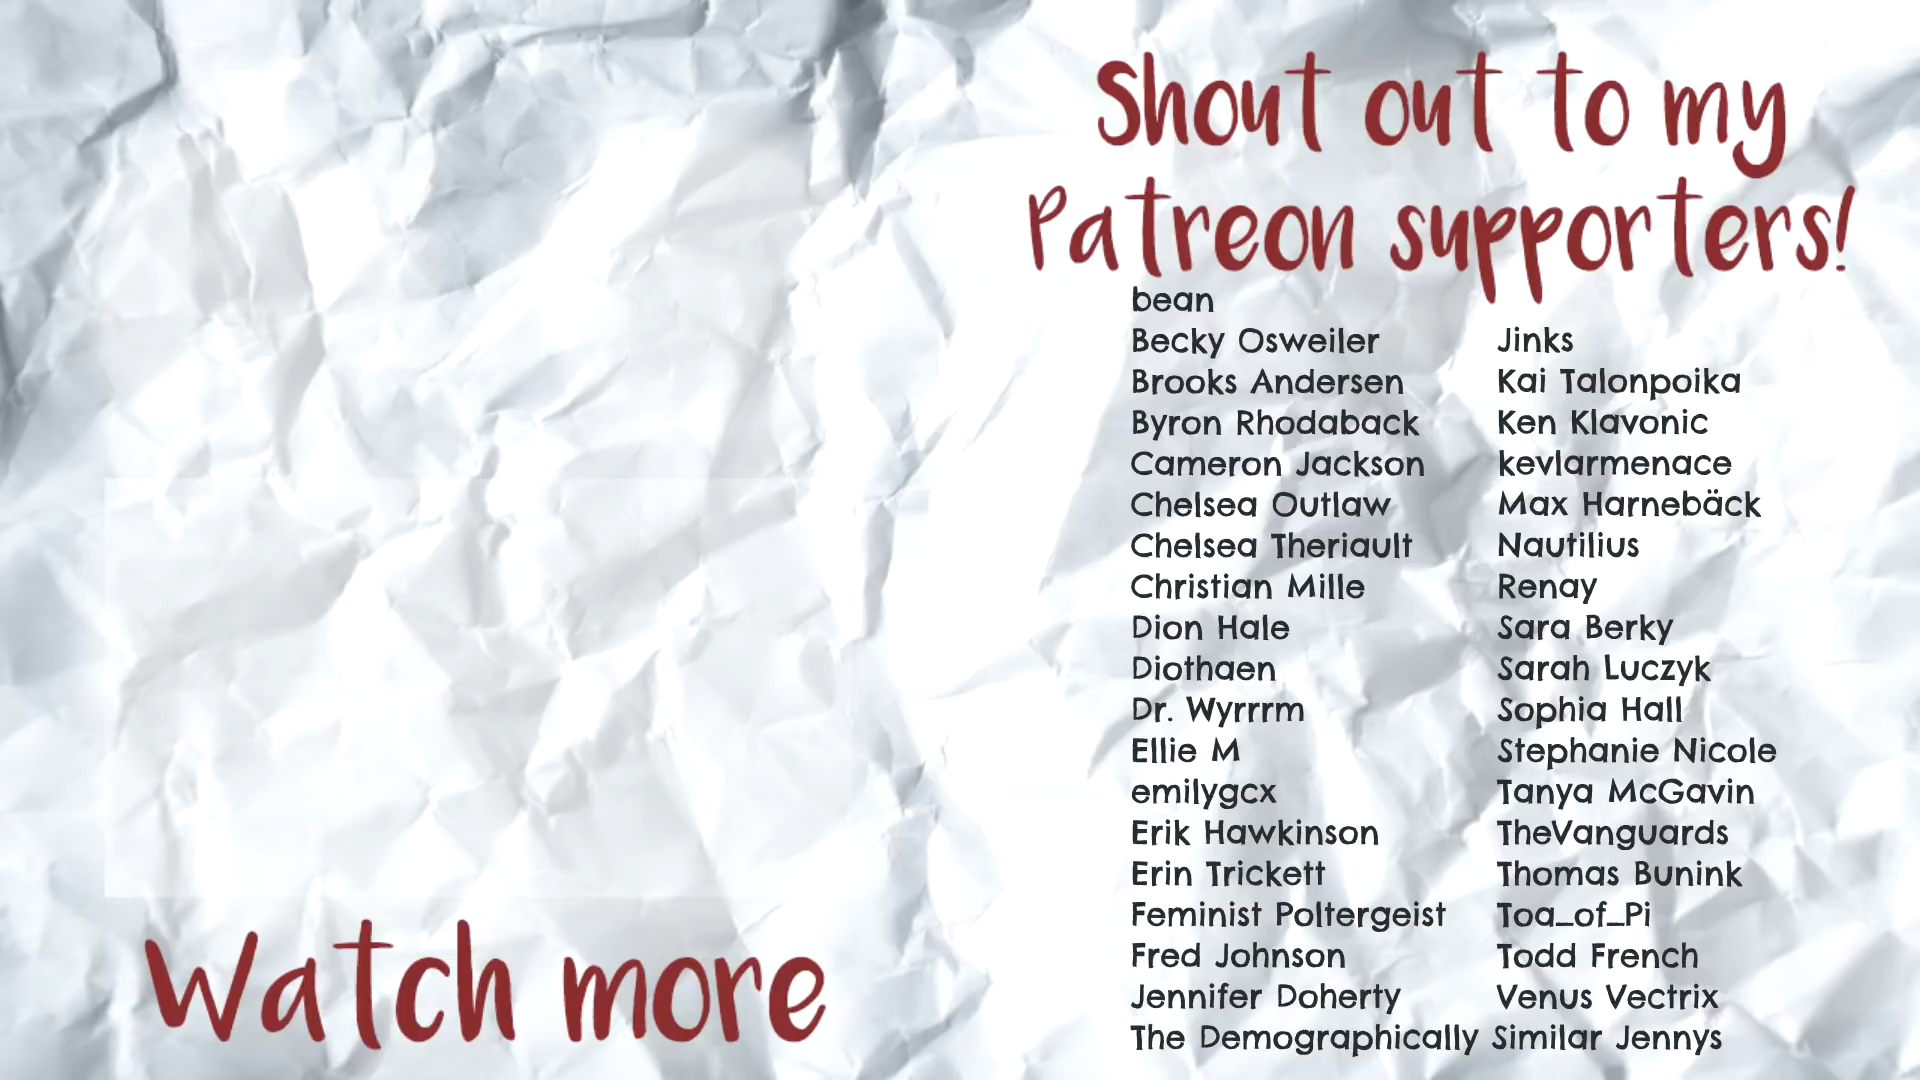 Shout out to my
Patreon supporters!
bean
Becky Osweiler
Brooks Andersen
Byron Rhodaback
Cameron Jackson
Chelsea Outlaw
Chelsea Theriault
Christian Mille
Dion Hale
Diothaen
Dr. Wyrrrm
Ellie M
emilygcx
Erik Hawkinson
Erin Trickett
Feminist Poltergeist
Fred Johnson
Jennifer Doherty
The Demographically Similar Jennys
Jinks
Kai Talonpoika
Ken Klavonic
kevlarmenace
Max Harnebäck
Nautilius
Renay
Sara Berky
Sarah Luczyk
Sophia Hall
Stephanie Nicole
Tanya McGavin
TheVanguards
Thomas Bunink
Toa_of_Pi
Todd French
Venus Vectrix
Watch more